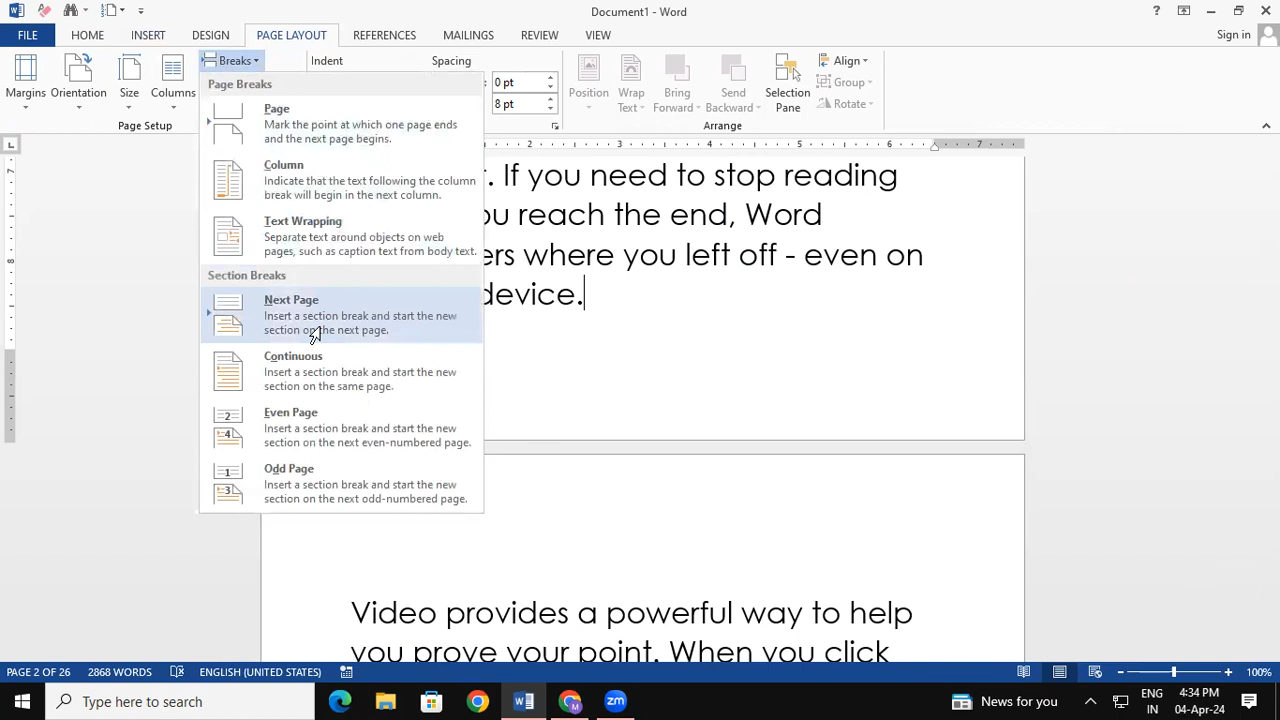 Document1 - Word
FILE HOME INSERT DESIGN PAGE LAYOUT REFERENCES MAILINGS REVIEW VIEW Sign in
Margins Orientation Size Columns
Page Setup
Breaks
Indent Spacing
0 pt
8 pt
Position Wrap Text Bring Forward Send Backward Selection Pane
Align
Group
Rotate
Arrange
Page Breaks
Page
Mark the point at which one page ends
and the next page begins.
Column
Indicate that the text following the column
break will begin in the next column.
Text Wrapping
Separate text around objects on web
pages, such as caption text from body text.
Section Breaks
Next Page
Insert a section break and start the new
section on the next page.
Continuous
Insert a section break and start the new
section on the same page.
Even Page
Insert a section break and start the new
section on the next even-numbered page.
Odd Page
Insert a section break and start the new
section on the next odd-numbered page.
2 3 4 5 6 7
7
8
. If you need to stop reading
ou reach the end, Word
ers where you left off - even on
device.
Video provides a powerful way to help
you prove your point. When you click
PAGE 2 OF 26 2868 WORDS ENGLISH (UNITED STATES) 100%
Type here to search
News for you
ENG
IN
4:34 PM
04-Apr-24